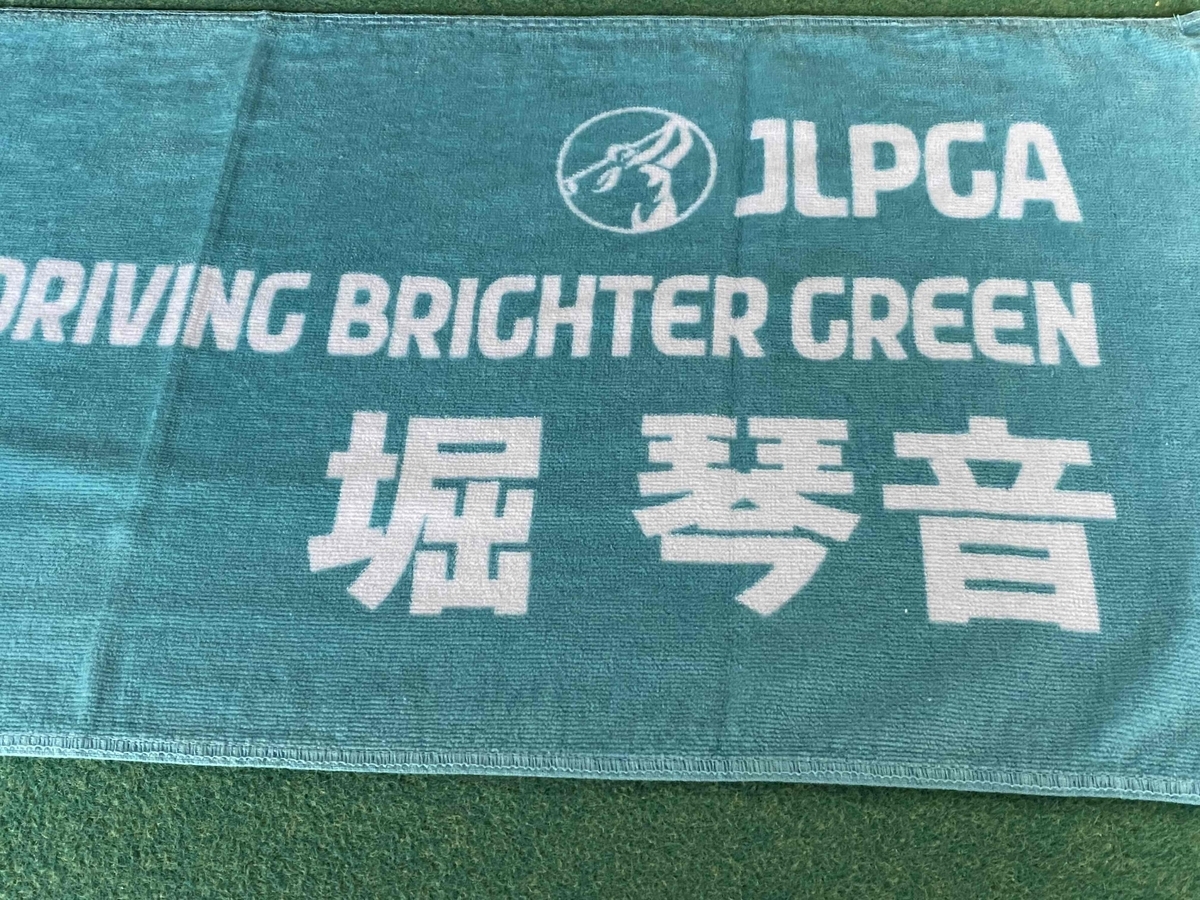 JLPGA
DRIVING BRIGHTER GREEN
堀 琴音